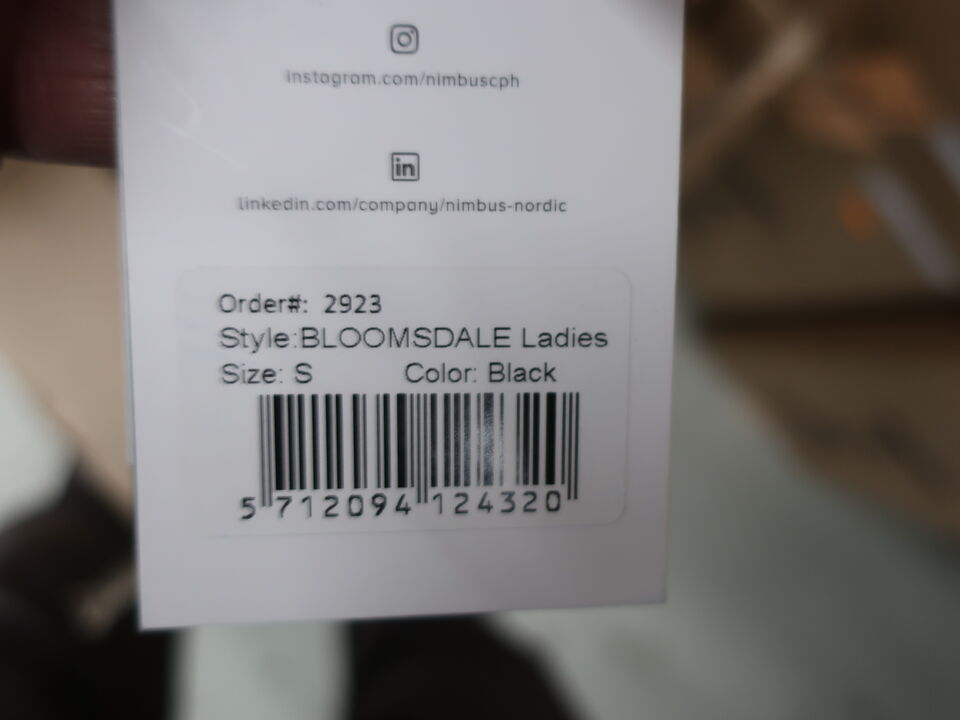 instagram.com/nimbuscph
in
linkedin.com/company/nimbus-nordic
Order#: 2923
Style:BLOOMSDALE Ladies
Size: S Color: Black
5 712094 124320